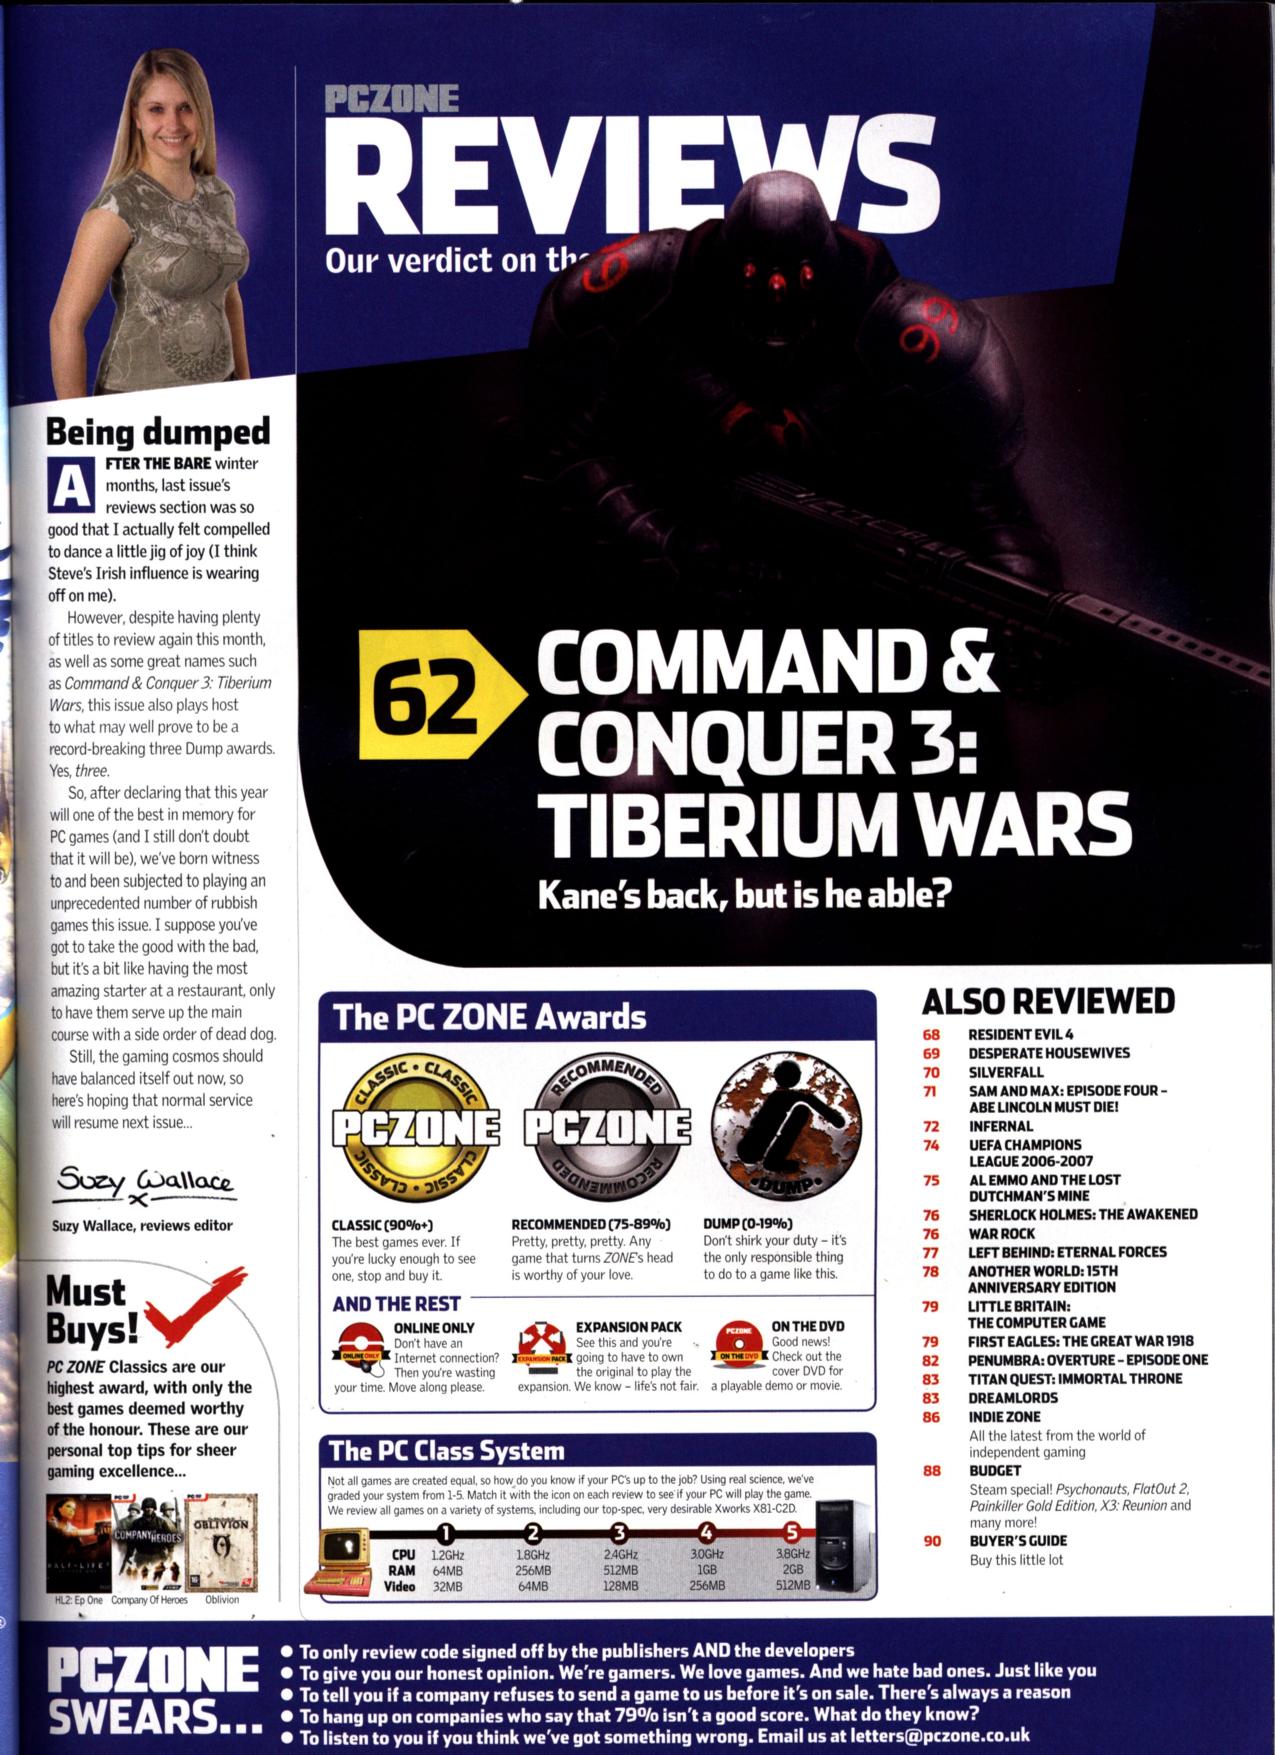 PCZONE
REVIEWS
Our verdict on the
Being dumped
AFTER THE BARE winter
months, last issue's
reviews section was so
good that I actually felt compelled
to dance a little jig of joy (I think
Steve's Irish influence is wearing
off on me).
However, despite having plenty
of titles to review again this month,
as well as some great names such
as Command & Conquer 3: Tiberium
Wars, this issue also plays host
to what may well prove to be a
record-breaking three Dump awards.
Yes, three.
So, after declaring that this year
will one of the best in memory for
PC games (and I still don't doubt
that it will be), we've born witness
to and been subjected to playing an
unprecedented number of rubbish
games this issue. I suppose you've
got to take the good with the bad,
but it's a bit like having the most
amazing starter at a restaurant, only
to have them serve up the main
course with a side order of dead dog.
Still, the gaming cosmos should
have balanced itself out now, so
here's hoping that normal service
will resume next issue...
Suzy Wallace
x
Suzy Wallace, reviews editor
Must
Buys!
PC ZONE Classics are our
highest award, with only the
best games deemed worthy
of the honour. These are our
personal top tips for sheer
gaming excellence...
HALF-LIFE
COMPANY of HEROES
OBLIVION
HL2: Ep One Company Of Heroes Oblivion
99
99
62
COMMAND &
CONQUER 3:
TIBERIUM WARS
Kane's back, but is he able?
The PC ZONE Awards
CLASSIC • CLASSIC
PCZONE
CLASSIC • CLASSIC
RECOMMENDED
PCZONE
RECOMMENDED
•DUMP•
CLASSIC (90%+)
The best games ever. If
you're lucky enough to see
one, stop and buy it.
RECOMMENDED (75-89%)
Pretty, pretty, pretty. Any
game that turns ZONE's head
is worthy of your love.
DUMP (0-19%)
Don't shirk your duty – it's
the only responsible thing
to do to a game like this.
AND THE REST
ONLINE ONLY
ONLINE ONLY
Don't have an
Internet connection?
Then you're wasting
your time. Move along please.
EXPANSION PACK
EXPANSION PACK
See this and you're
going to have to own
the original to play the
expansion. We know – life's not fair.
PCZONE
ON THE DVD
ON THE DVD
Good news!
Check out the
cover DVD for
a playable demo or movie.
The PC Class System
Not all games are created equal, so how do you know if your PC's up to the job? Using real science, we've
graded your system from 1-5. Match it with the icon on each review to see if your PC will play the game.
We review all games on a variety of systems, including our top-spec, very desirable Xworks X81-C2D.
1 2 3 4 5
CPU 1.2GHz 1.8GHz 2.4GHz 3.0GHz 3.8GHz
RAM 64MB 256MB 512MB 1GB 2GB
Video 32MB 64MB 128MB 256MB 512MB
ALSO REVIEWED
68 RESIDENT EVIL 4
69 DESPERATE HOUSEWIVES
70 SILVERFALL
71 SAM AND MAX: EPISODE FOUR –
ABE LINCOLN MUST DIE!
72 INFERNAL
74 UEFA CHAMPIONS
LEAGUE 2006-2007
75 AL EMMO AND THE LOST
DUTCHMAN'S MINE
76 SHERLOCK HOLMES: THE AWAKENED
76 WAR ROCK
77 LEFT BEHIND: ETERNAL FORCES
78 ANOTHER WORLD: 15TH
ANNIVERSARY EDITION
79 LITTLE BRITAIN:
THE COMPUTER GAME
79 FIRST EAGLES: THE GREAT WAR 1918
82 PENUMBRA: OVERTURE – EPISODE ONE
83 TITAN QUEST: IMMORTAL THRONE
83 DREAMLORDS
86 INDIE ZONE
All the latest from the world of
independent gaming
88 BUDGET
Steam special! Psychonauts, FlatOut 2,
Painkiller Gold Edition, X3: Reunion and
many more!
90 BUYER'S GUIDE
Buy this little lot
PCZONE
SWEARS...
• To only review code signed off by the publishers AND the developers
• To give you our honest opinion. We're gamers. We love games. And we hate bad ones. Just like you
• To tell you if a company refuses to send a game to us before it's on sale. There's always a reason
• To hang up on companies who say that 79% isn't a good score. What do they know?
• To listen to you if you think we've got something wrong. Email us at letters@pczone.co.uk